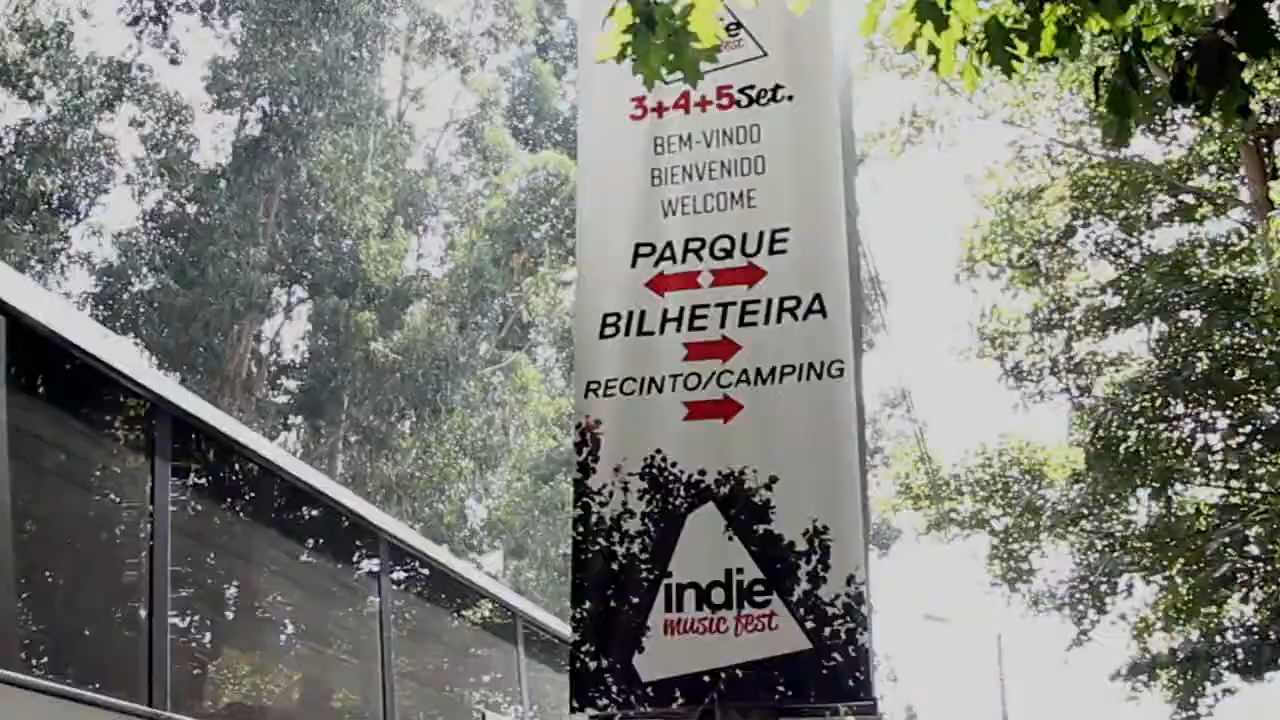 3+4+5Set.
BEM-VINDO
BIENVENIDO
WELCOME
PARQUE
BILHETEIRA
RECINTO/CAMPING
indie
music fest